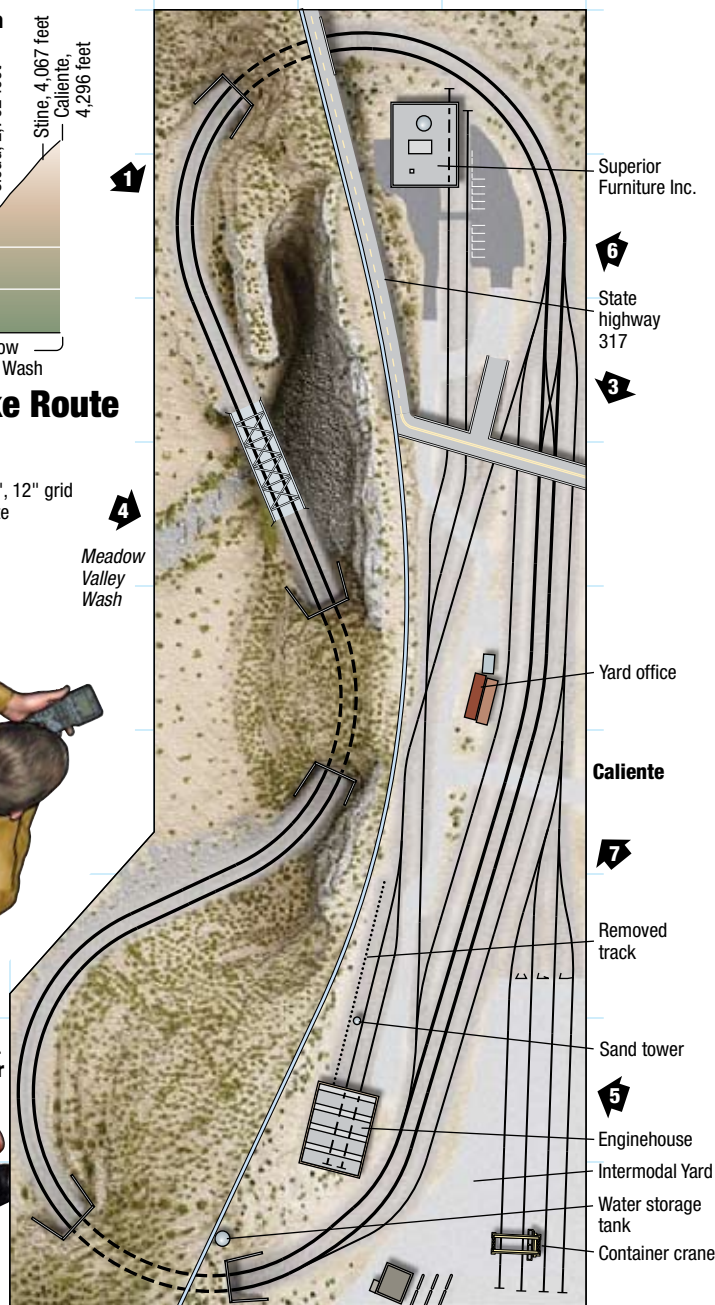 Stine, 4,067 feet
Caliente,
4,296 feet
Wash
Route
12" grid
1
4
Meadow
Valley
Wash
Superior
Furniture Inc.
6
State
highway
317
3
Yard office
Caliente
7
Removed
track
Sand tower
5
Enginehouse
Intermodal Yard
Water storage
tank
Container crane